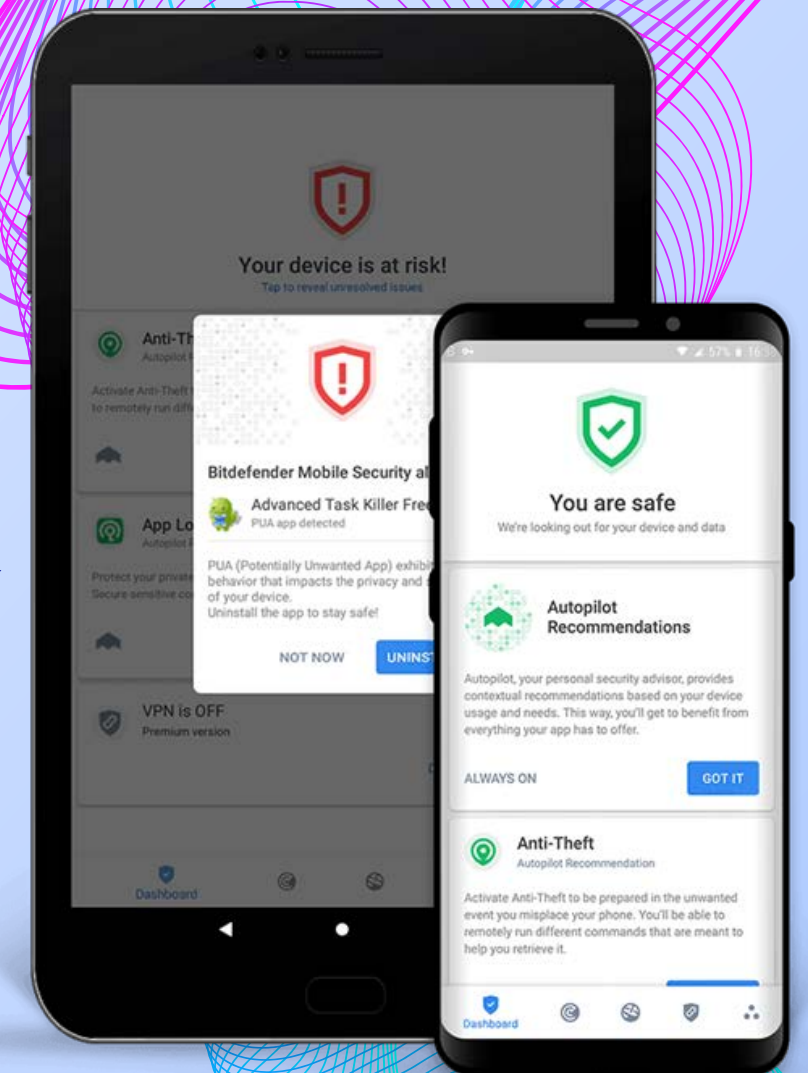 Your device is at risk!
Tap to reveal unresolved issues
Anti-Th
Autopilot R
Activate Anti-Theft
to remotely run diff
App Lo
Autopilot R
Protect your private
Secure sensitive co
VPN is OFF
Premium version
Dashboard
Bitdefender Mobile Security al
Advanced Task Killer Free
PUA app detected
PUA (Potentially Unwanted App) exhibit
behavior that impacts the privacy and
of your device.
Uninstall the app to stay safe!
NOT NOW
UNINST
57% 16:38
You are safe
We're looking out for your device and data
Autopilot
Recommendations
Autopilot, your personal security advisor, provides
contextual recommendations based on your device
usage and needs. This way, you'll get to benefit from
everything your app has to offer.
ALWAYS ON
GOT IT
Anti-Theft
Autopilot Recommendation
Activate Anti-Theft to be prepared in the unwanted
event you misplace your phone. You'll be able to
remotely run different commands that are meant to
help you retrieve it.
Dashboard